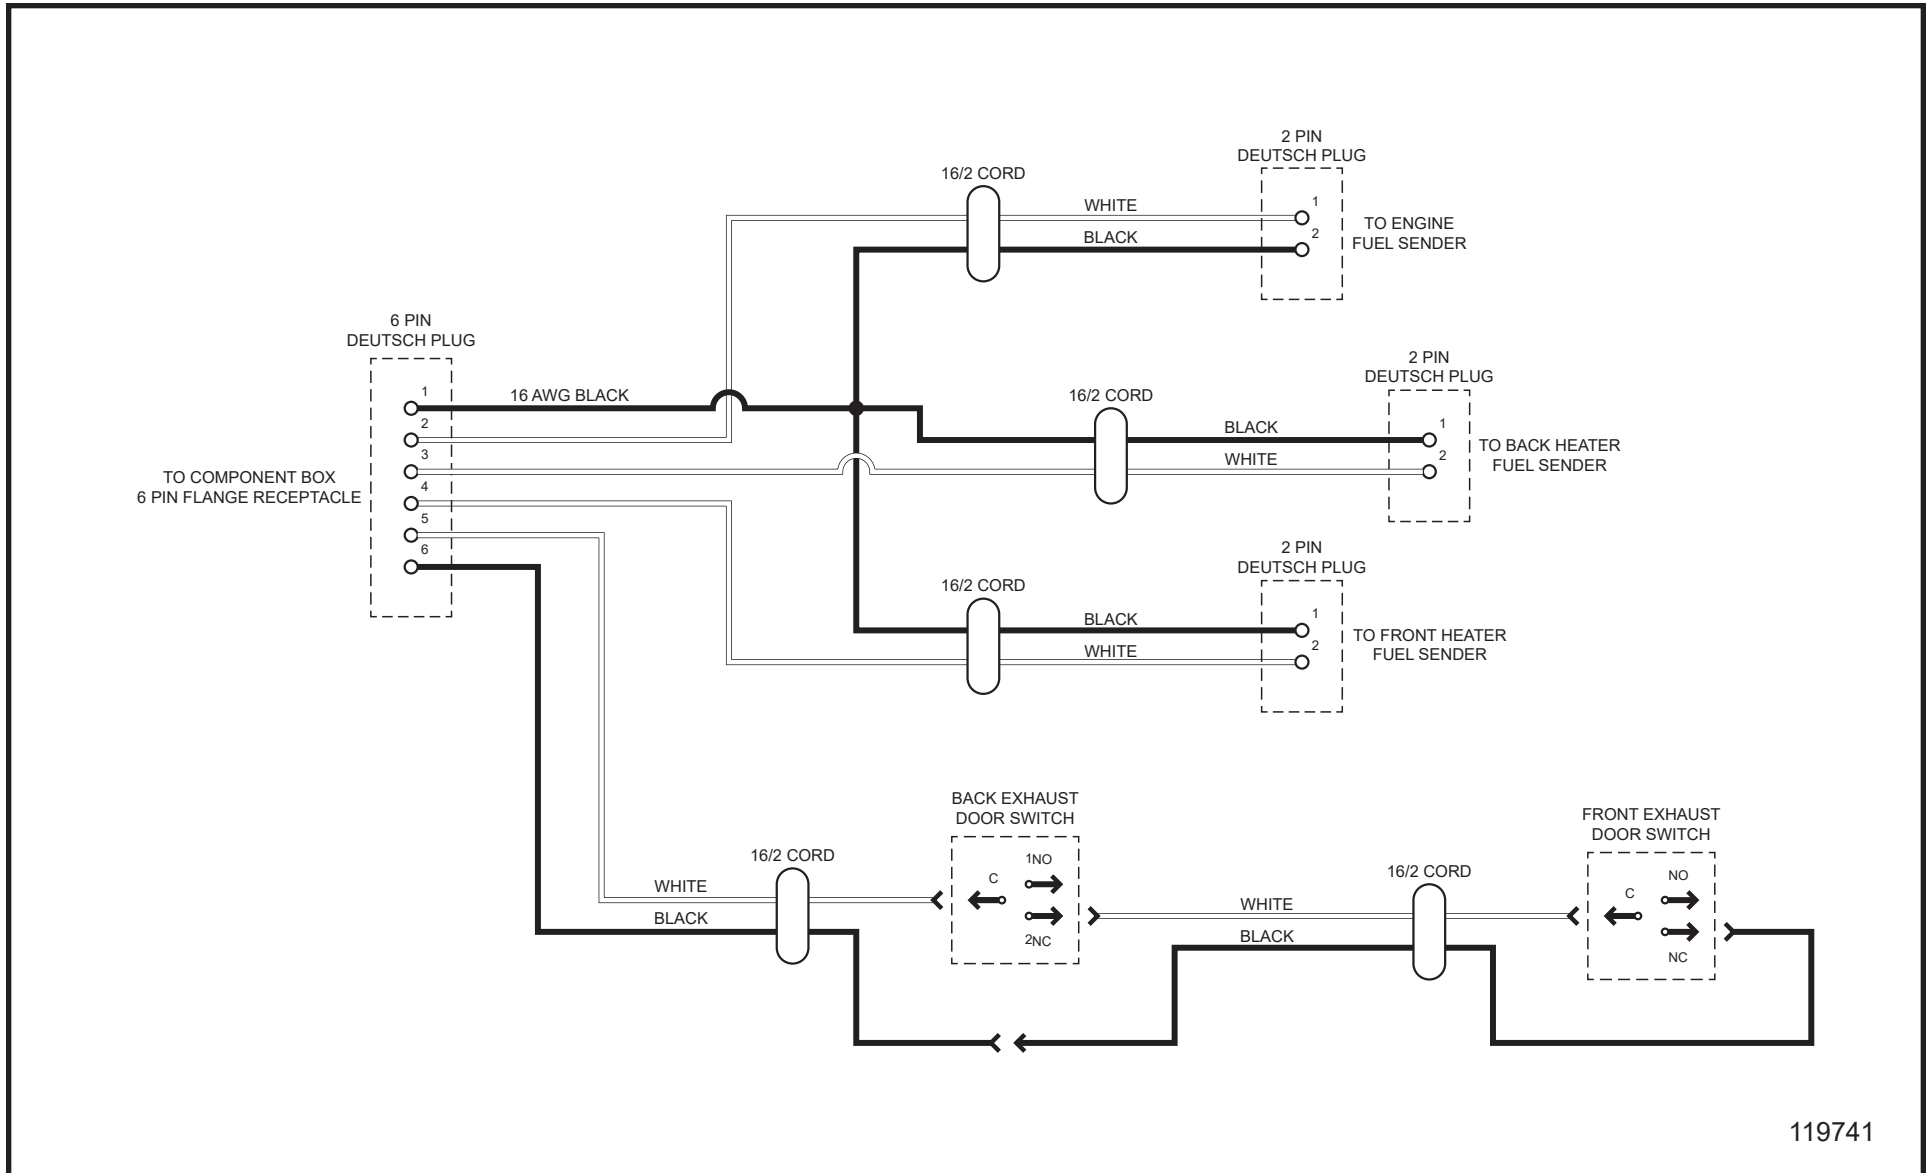 2 PIN
DEUTSCH PLUG
16/2 CORD
WHITE
1
TO ENGINE
FUEL SENDER
BLACK
2
6 PIN
DEUTSCH PLUG
2 PIN
DEUTSCH PLUG
1
16 AWG BLACK
16/2 CORD
2
BLACK
1
TO BACK HEATER
FUEL SENDER
3
WHITE
2
TO COMPONENT BOX
6 PIN FLANGE RECEPTACLE
4
5
6
2 PIN
DEUTSCH PLUG
16/2 CORD
BLACK
1
TO FRONT HEATER
FUEL SENDER
WHITE
2
BACK EXHAUST
DOOR SWITCH
FRONT EXHAUST
DOOR SWITCH
16/2 CORD
1NO
C
2NC
16/2 CORD
NO
C
NC
WHITE
BLACK
WHITE
BLACK
119741